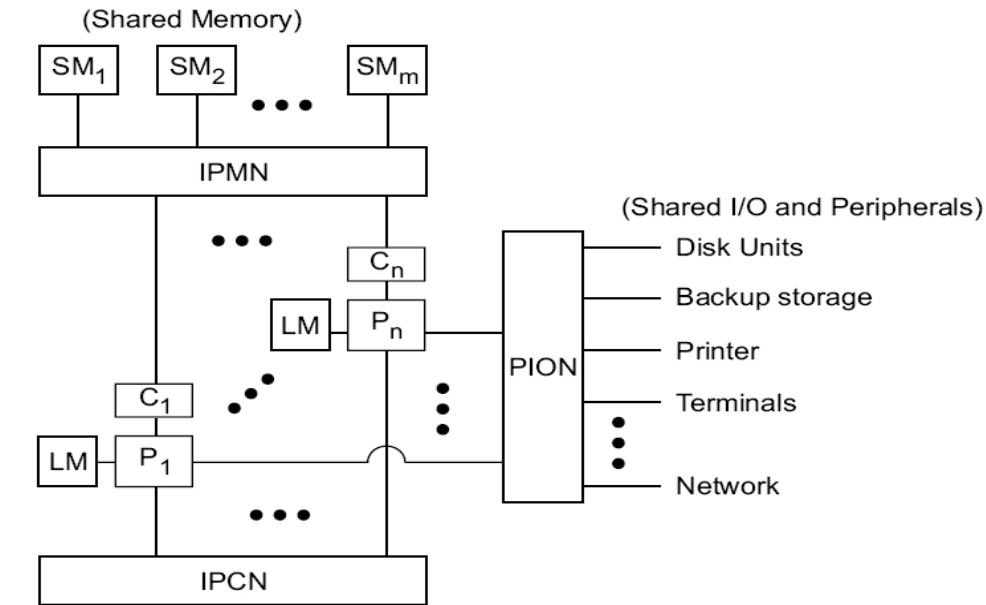 (Shared Memory)
SM1 SM2 SMm
IPMN
(Shared I/O and Peripherals)
Disk Units
Cn
Backup storage
LM Pn
Printer
PION
C1
Terminals
LM P1
Network
IPCN